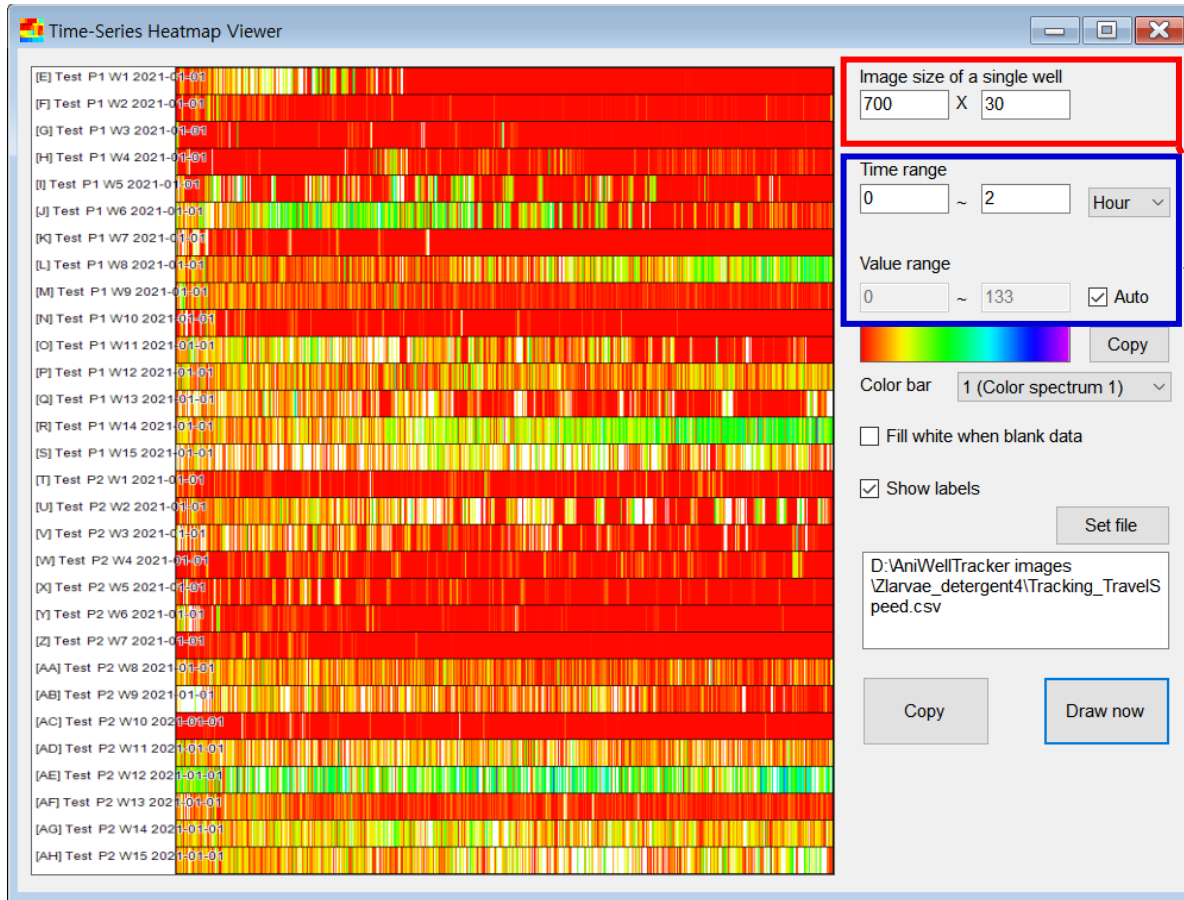 Time-Series Heatmap Viewer
[E] Test P1 W1 2021-01-01
[F] Test P1 W2 2021-01-01
[G] Test P1 W3 2021-01-01
[H] Test P1 W4 2021-01-01
[I] Test P1 W5 2021-01-01
[J] Test P1 W6 2021-01-01
[K] Test P1 W7 2021-01-01
[L] Test P1 W8 2021-01-01
[M] Test P1 W9 2021-01-01
[N] Test P1 W10 2021-01-01
[O] Test P1 W11 2021-01-01
[P] Test P1 W12 2021-01-01
[Q] Test P1 W13 2021-01-01
[R] Test P1 W14 2021-01-01
[S] Test P1 W15 2021-01-01
[T] Test P2 W1 2021-01-01
[U] Test P2 W2 2021-01-01
[V] Test P2 W3 2021-01-01
[W] Test P2 W4 2021-01-01
[X] Test P2 W5 2021-01-01
[Y] Test P2 W6 2021-01-01
[Z] Test P2 W7 2021-01-01
[AA] Test P2 W8 2021-01-01
[AB] Test P2 W9 2021-01-01
[AC] Test P2 W10 2021-01-01
[AD] Test P2 W11 2021-01-01
[AE] Test P2 W12 2021-01-01
[AF] Test P2 W13 2021-01-01
[AG] Test P2 W14 2021-01-01
[AH] Test P2 W15 2021-01-01
Image size of a single well
700 X 30
Time range
0 ~ 2 Hour
Value range
0 ~ 133 Auto
Copy
Color bar 1 (Color spectrum 1)
Fill white when blank data
Show labels
Set file
D:\AniWellTracker images
\Zlarvae_detergent4\Tracking_TravelS
peed.csv
Copy Draw now